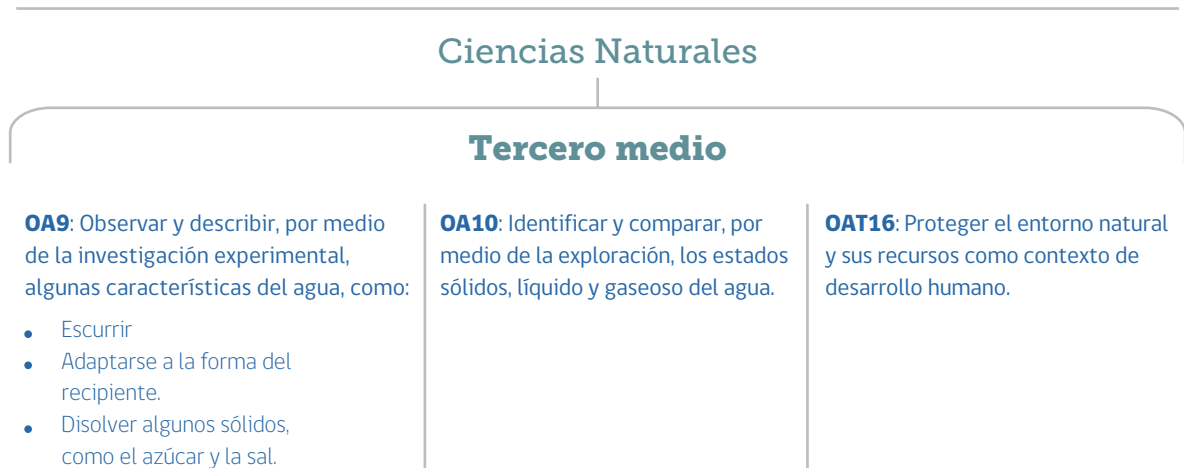 Ciencias Naturales
Tercero medio
OA9: Observar y describir, por medio
de la investigación experimental,
algunas características del agua, como:
• Escurrir
• Adaptarse a la forma del
recipiente.
• Disolver algunos sólidos,
como el azúcar y la sal.
OA10: Identificar y comparar, por
medio de la exploración, los estados
sólidos, líquido y gaseoso del agua.
OAT16: Proteger el entorno natural
y sus recursos como contexto de
desarrollo humano.